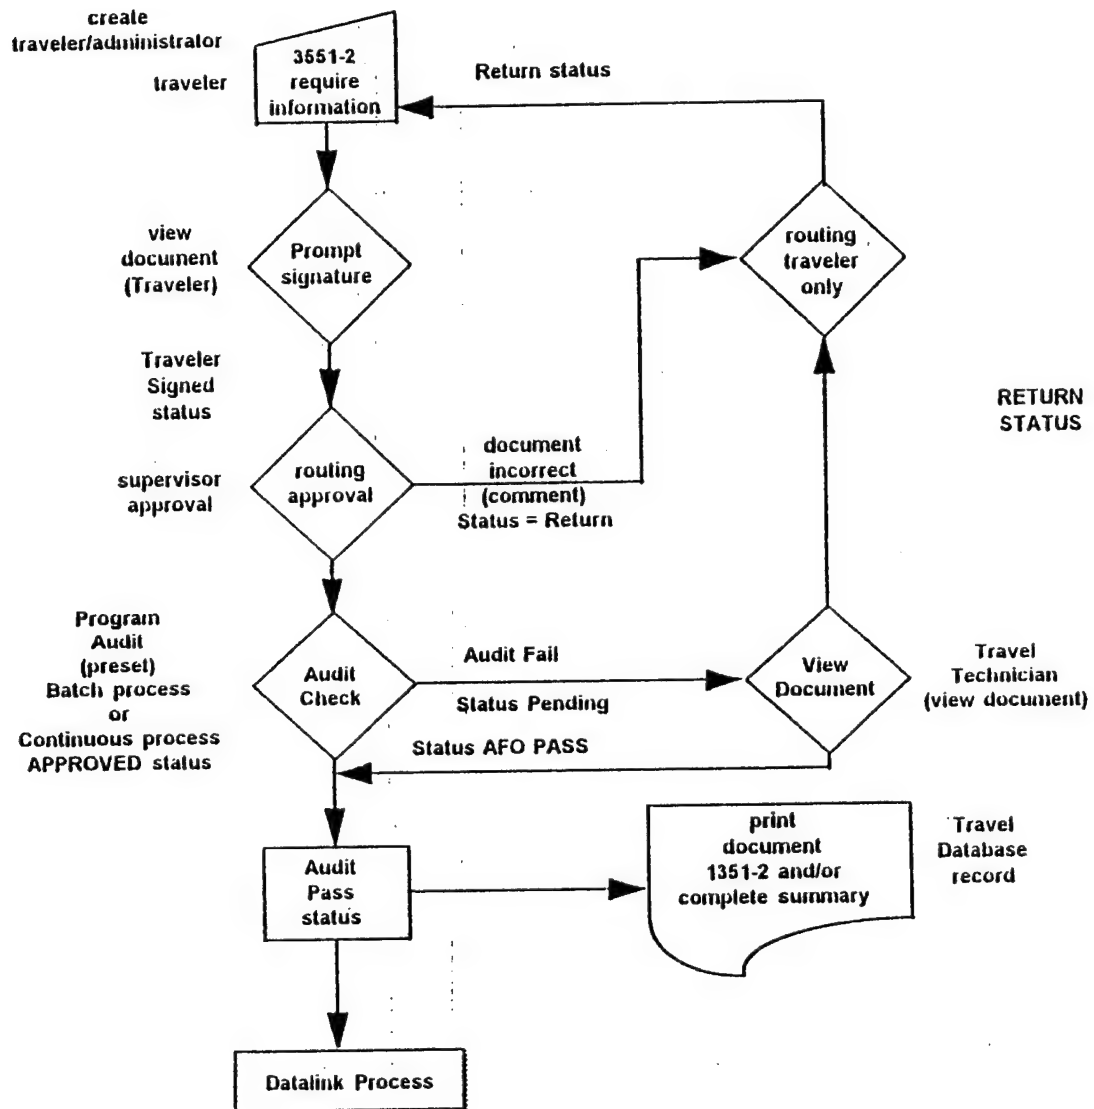 create
traveler/administrator
traveler
3551-2
require
information
Return status
view
document
(Traveler)
Prompt
signature
routing
traveler
only
Traveler
Signed
status
RETURN
STATUS
supervisor
approval
routing
approval
document
incorrect
(comment)
Status = Return
Program
Audit
(preset)
Batch process
or
Continuous process
APPROVED status
Audit
Check
Audit Fail
Status Pending
View
Document
Travel
Technician
(view document)
Status AFO PASS
Audit
Pass
status
print
document
1351-2 and/or
complete summary
Travel
Database
record
Datalink Process